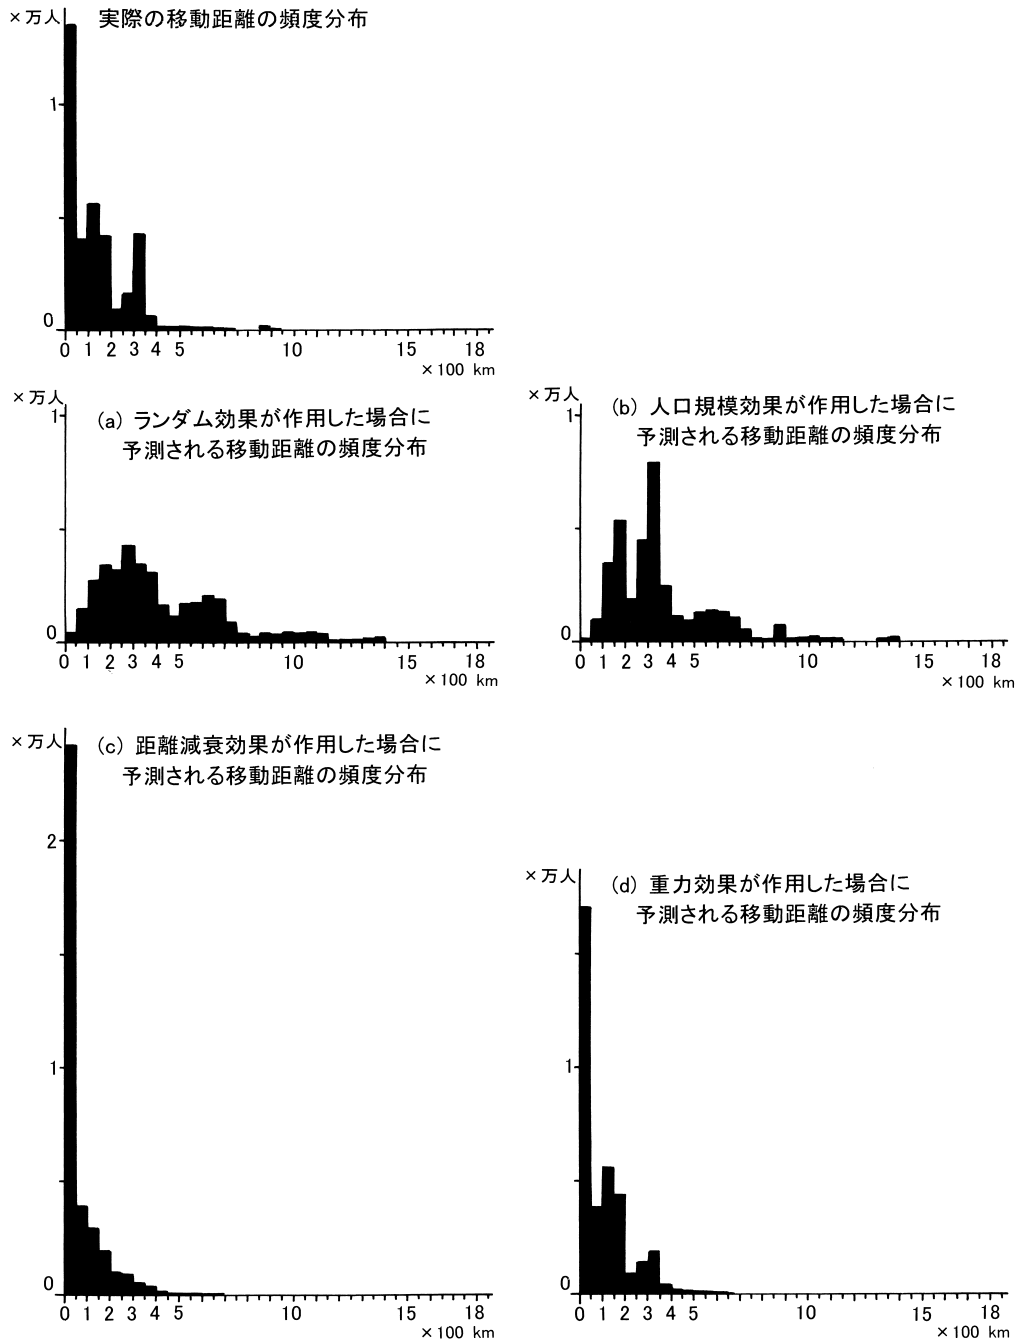 ×万人 実際の移動距離の頻度分布
1
0
0 1 2 3 4 5 10 15 18
×100 km
×万人
(a) ランダム効果が作用した場合に
予測される移動距離の頻度分布
1
0
0 1 2 3 4 5 10 15 18
×100 km
×万人
(b) 人口規模効果が作用した場合に
予測される移動距離の頻度分布
1
0
0 1 2 3 4 5 10 15 18
×100 km
×万人
(c) 距離減衰効果が作用した場合に
予測される移動距離の頻度分布
2
1
0
0 1 2 3 4 5 10 15 18
×100 km
×万人
(d) 重力効果が作用した場合に
予測される移動距離の頻度分布
1
0
0 1 2 3 4 5 10 15 18
×100 km